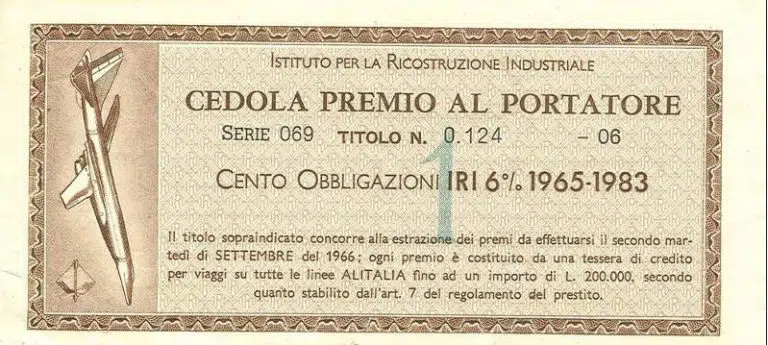 ISTITUTO PER LA RICOSTRUZIONE INDUSTRIALE
CEDOLA PREMIO AL PORTATORE
SERIE 069 TITOLO N. 0.124 - 06
1
CENTO OBBLIGAZIONI IRI 6% 1965-1983
Il titolo sopraindicato concorre alla estrazione dei premi da effettuarsi il secondo mar-
tedì di SETTEMBRE del 1966; ogni premio è costituito da una tessera di credito
per viaggi su tutte le linee ALITALIA fino ad un importo di L. 200.000, secondo
quanto stabilito dall'art. 7 del regolamento del prestito.